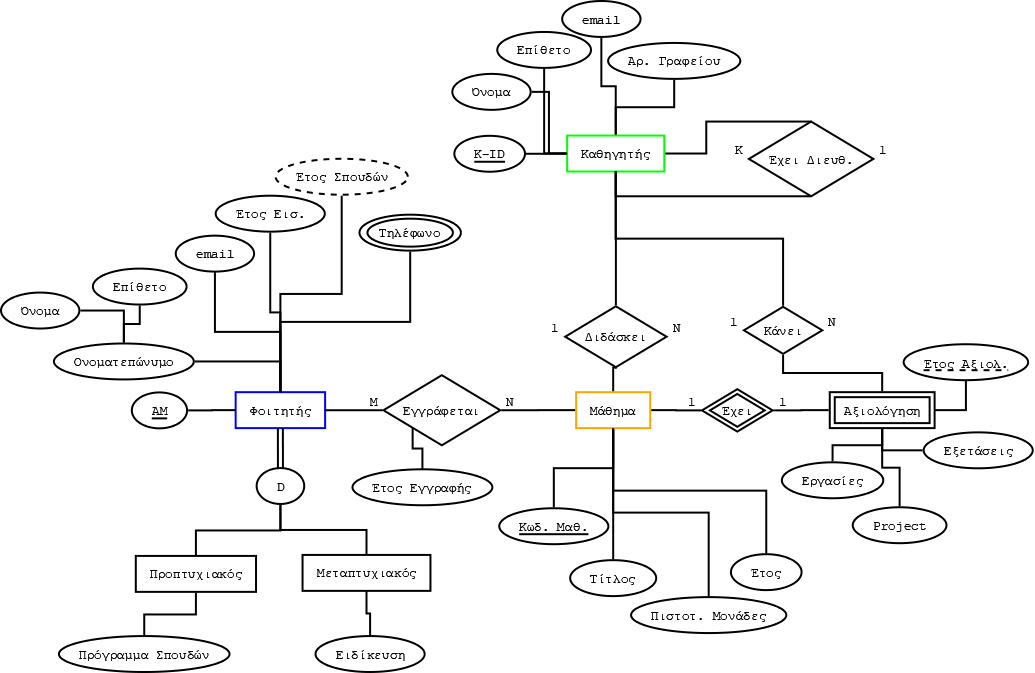 email
Επίθετο
Αρ. Γραφείου
Όνομα
K-ID
Καθηγητής
K
Έχει Διευθ.
1
Έτος Σπουδών
Έτος Εισ.
Τηλέφωνο
email
Επίθετο
Όνομα
Ονοματεπώνυμο
1
Διδάσκει
N
1
Κάνει
N
Έτος Αξιολ.
ΑΜ
Φοιτητής
M
Εγγράφεται
N
Μάθημα
1
Έχει
1
Αξιολόγηση
Εξετάσεις
Εργασίες
Project
Έτος Εγγραφής
D
Κωδ. Μαθ.
Τίτλος
Έτος
Πιστοτ. Μονάδες
Προπτυχιακός
Μεταπτυχιακός
Πρόγραμμα Σπουδών
Ειδίκευση